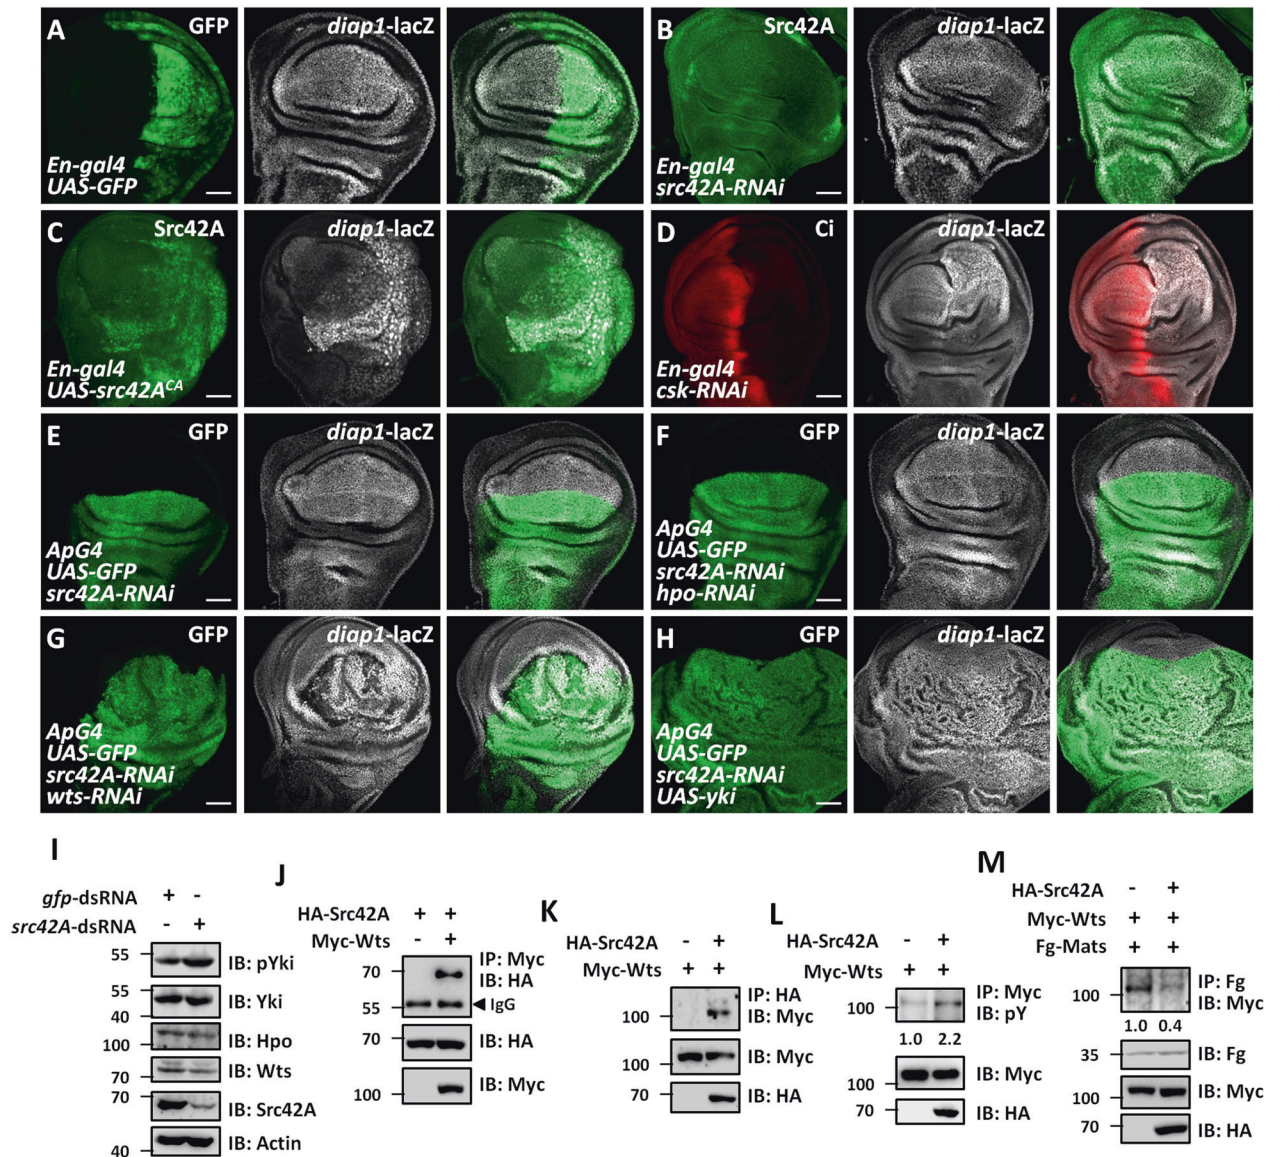 A GFP diap1-lacZ
En-gal4
UAS-GFP
B Src42A diap1-lacZ
En-gal4
src42A-RNAi
C Src42A diap1-lacZ
En-gal4
UAS-src42A^CA
D Ci diap1-lacZ
En-gal4
csk-RNAi
E GFP diap1-lacZ
ApG4
UAS-GFP
src42A-RNAi
F GFP diap1-lacZ
ApG4
UAS-GFP
src42A-RNAi
hpo-RNAi
G GFP diap1-lacZ
ApG4
UAS-GFP
src42A-RNAi
wts-RNAi
H GFP diap1-lacZ
ApG4
UAS-GFP
src42A-RNAi
UAS-yki
I
gfp-dsRNA + -
src42A-dsRNA - +
55 IB: pYki
55 IB: Yki
40
IB: Hpo
100
IB: Wts
70
70 IB: Src42A
IB: Actin
40
J
HA-Src42A + +
Myc-Wts - +
IP: Myc
70 IB: HA
55 IgG
70 IB: HA
IB: Myc
100
K
HA-Src42A - +
Myc-Wts + +
IP: HA
100 IB: Myc
IB: Myc
100
70 IB: HA
L
HA-Src42A - +
Myc-Wts + +
IP: Myc
100 IB: pY
1.0 2.2
IB: Myc
100
70 IB: HA
M
HA-Src42A - +
Myc-Wts + +
Fg-Mats + +
IP: Fg
100 IB: Myc
1.0 0.4
35 IB: Fg
IB: Myc
100
70 IB: HA